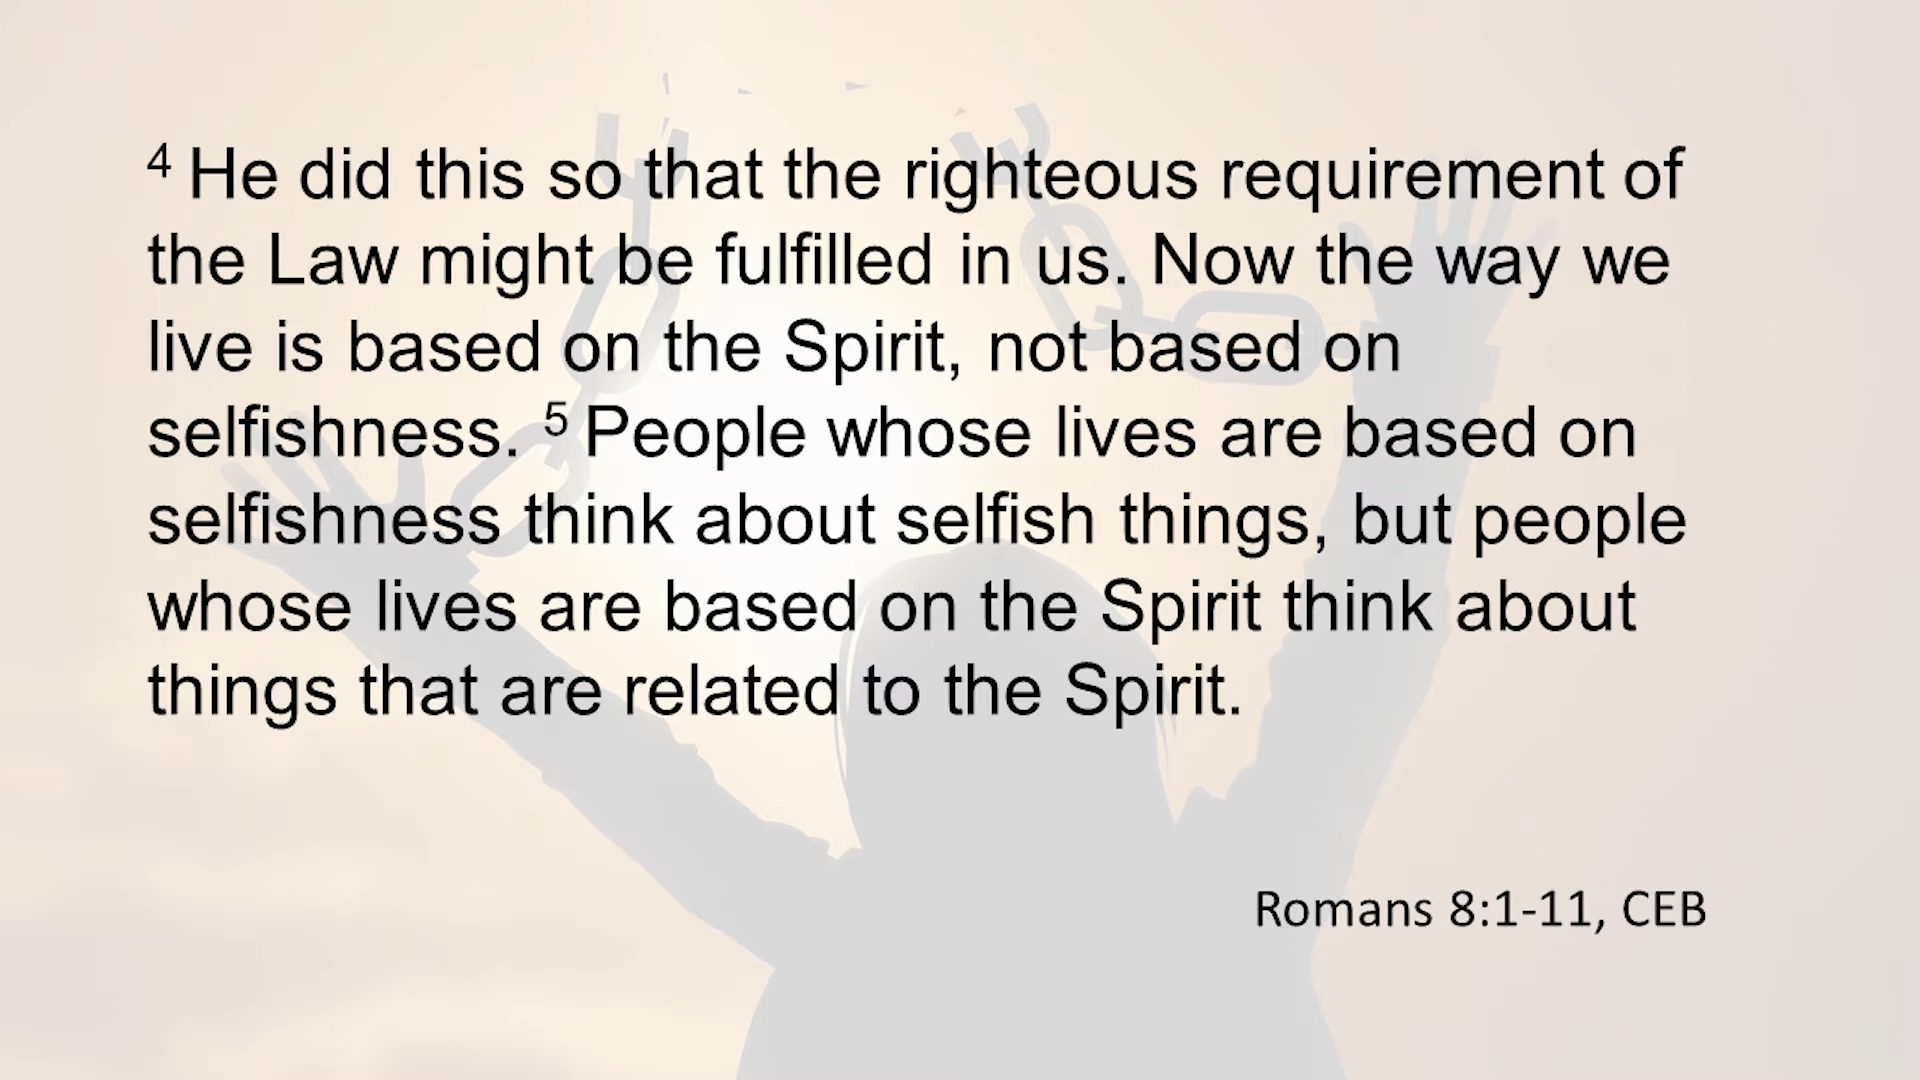 4 He did this so that the righteous requirement of
the Law might be fulfilled in us. Now the way we
live is based on the Spirit, not based on
selfishness. 5 People whose lives are based on
selfishness think about selfish things, but people
whose lives are based on the Spirit think about
things that are related to the Spirit.
Romans 8:1-11, CEB